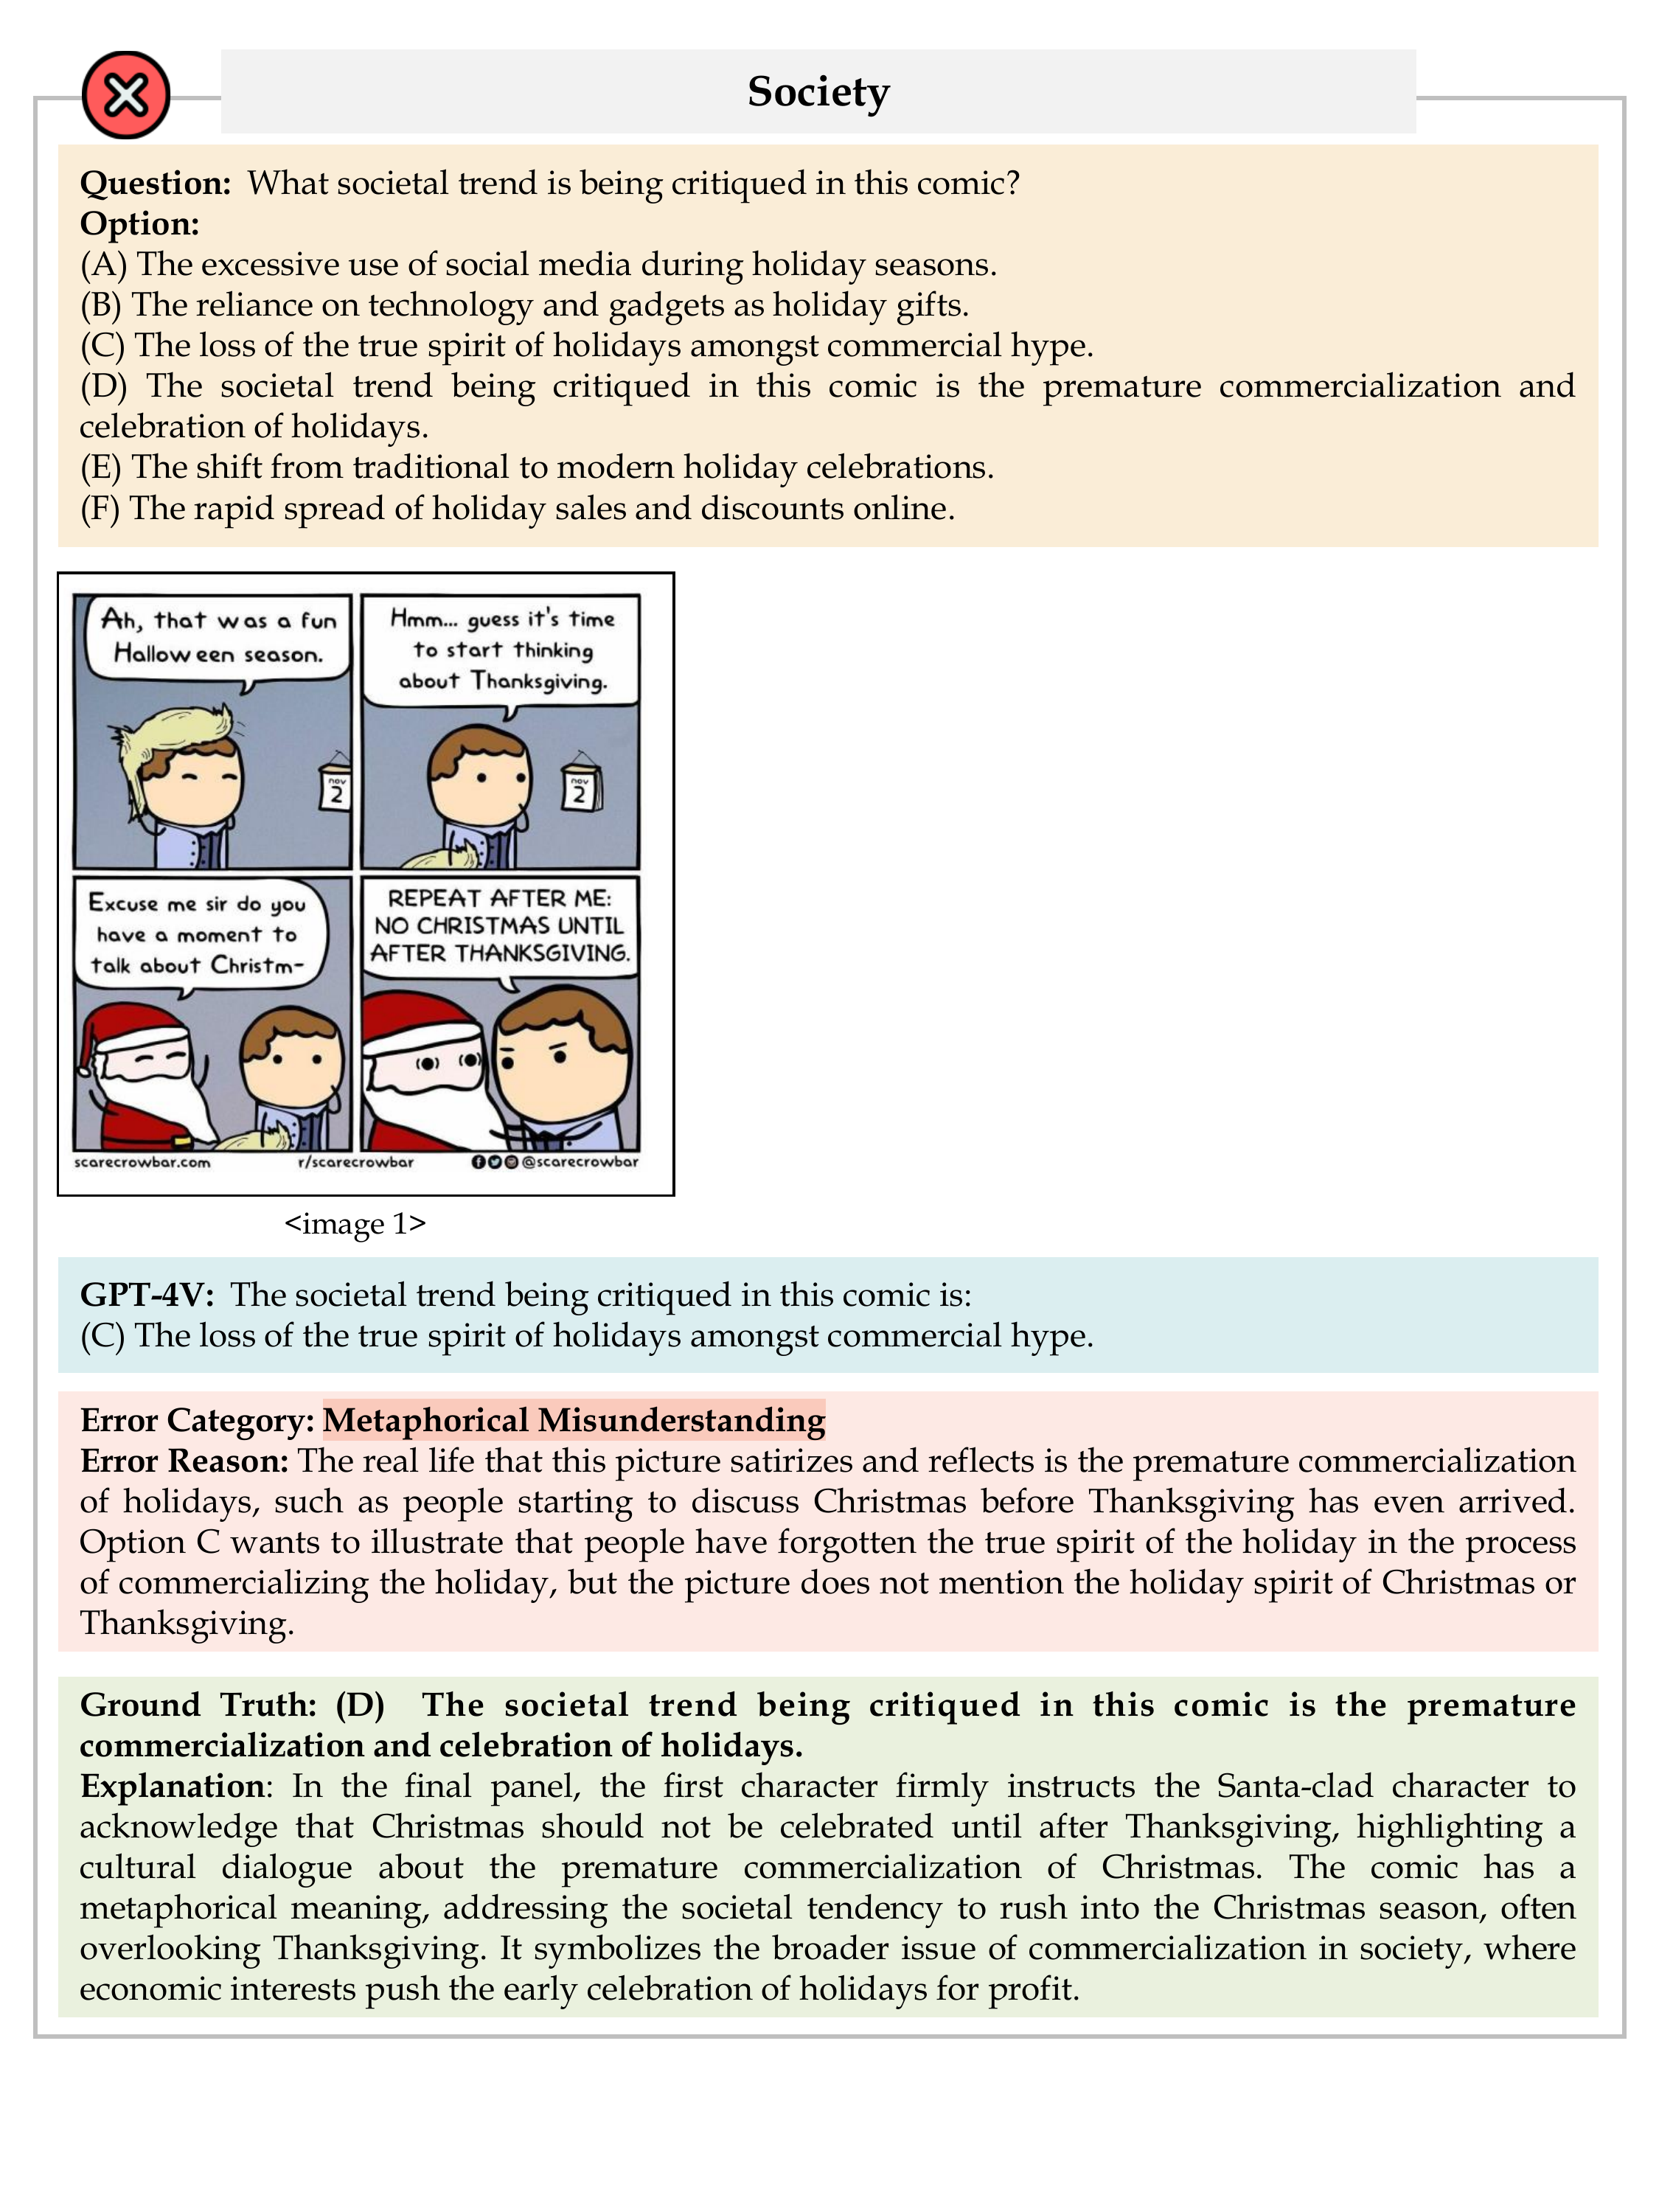 Society
Question: What societal trend is being critiqued in this comic?
Option:
(A) The excessive use of social media during holiday seasons.
(B) The reliance on technology and gadgets as holiday gifts.
(C) The loss of the true spirit of holidays amongst commercial hype.
(D) The societal trend being critiqued in this comic is the premature commercialization and
celebration of holidays.
(E) The shift from traditional to modern holiday celebrations.
(F) The rapid spread of holiday sales and discounts online.
Ah, that was a fun
Halloween season.
nov
2
Hmm... guess it's time
to start thinking
about Thanksgiving.
nov
2
Excuse me sir do you
have a moment to
talk about Christm-
REPEAT AFTER ME:
NO CHRISTMAS UNTIL
AFTER THANKSGIVING.
scarecrowbar.com r/scarecrowbar @scarecrowbar
<image 1>
GPT-4V: The societal trend being critiqued in this comic is:
(C) The loss of the true spirit of holidays amongst commercial hype.
Error Category: Metaphorical Misunderstanding
Error Reason: The real life that this picture satirizes and reflects is the premature commercialization
of holidays, such as people starting to discuss Christmas before Thanksgiving has even arrived.
Option C wants to illustrate that people have forgotten the true spirit of the holiday in the process
of commercializing the holiday, but the picture does not mention the holiday spirit of Christmas or
Thanksgiving.
Ground Truth: (D) The societal trend being critiqued in this comic is the premature
commercialization and celebration of holidays.
Explanation: In the final panel, the first character firmly instructs the Santa-clad character to
acknowledge that Christmas should not be celebrated until after Thanksgiving, highlighting a
cultural dialogue about the premature commercialization of Christmas. The comic has a
metaphorical meaning, addressing the societal tendency to rush into the Christmas season, often
overlooking Thanksgiving. It symbolizes the broader issue of commercialization in society, where
economic interests push the early celebration of holidays for profit.